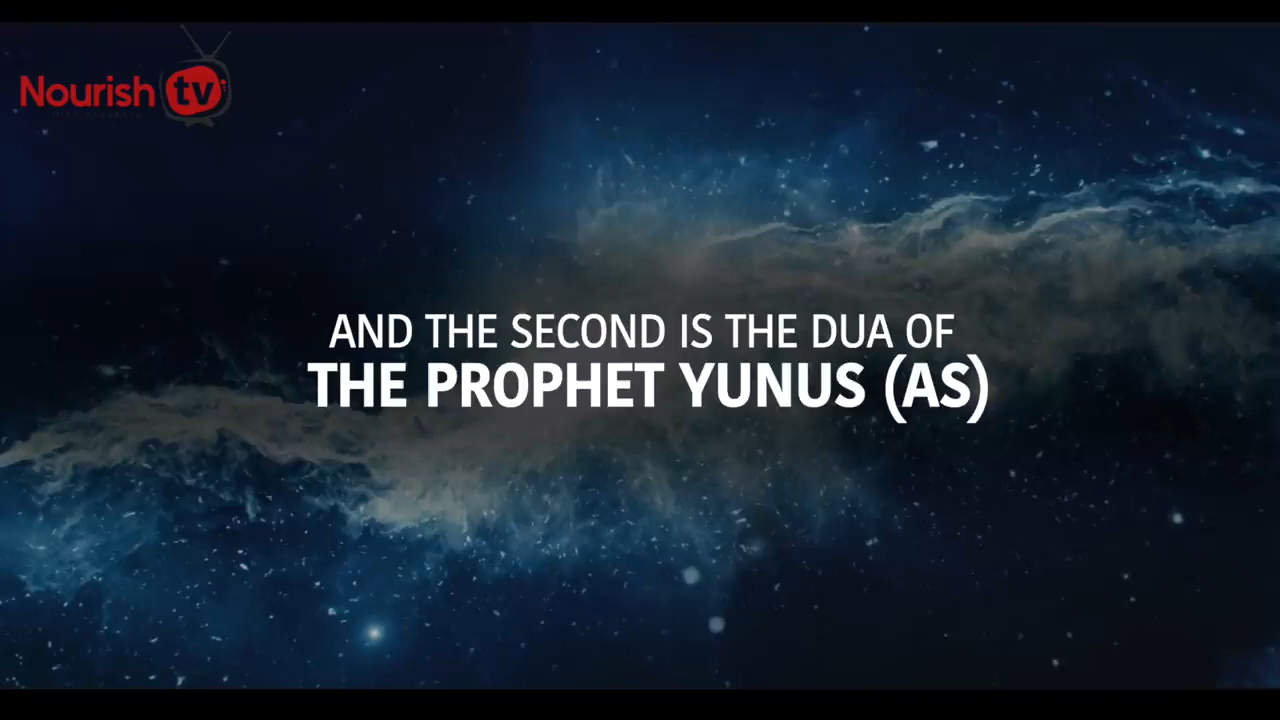 Nourish tv
AND THE SECOND IS THE DUA OF
THE PROPHET YUNUS (AS)